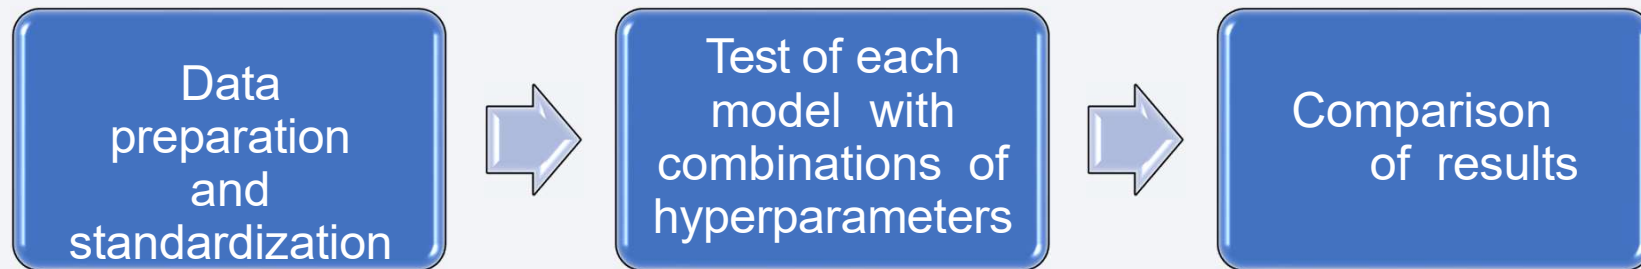 Data
preparation
and
standardization
Test of each
model with
combinations of
hyperparameters
Comparison
of results